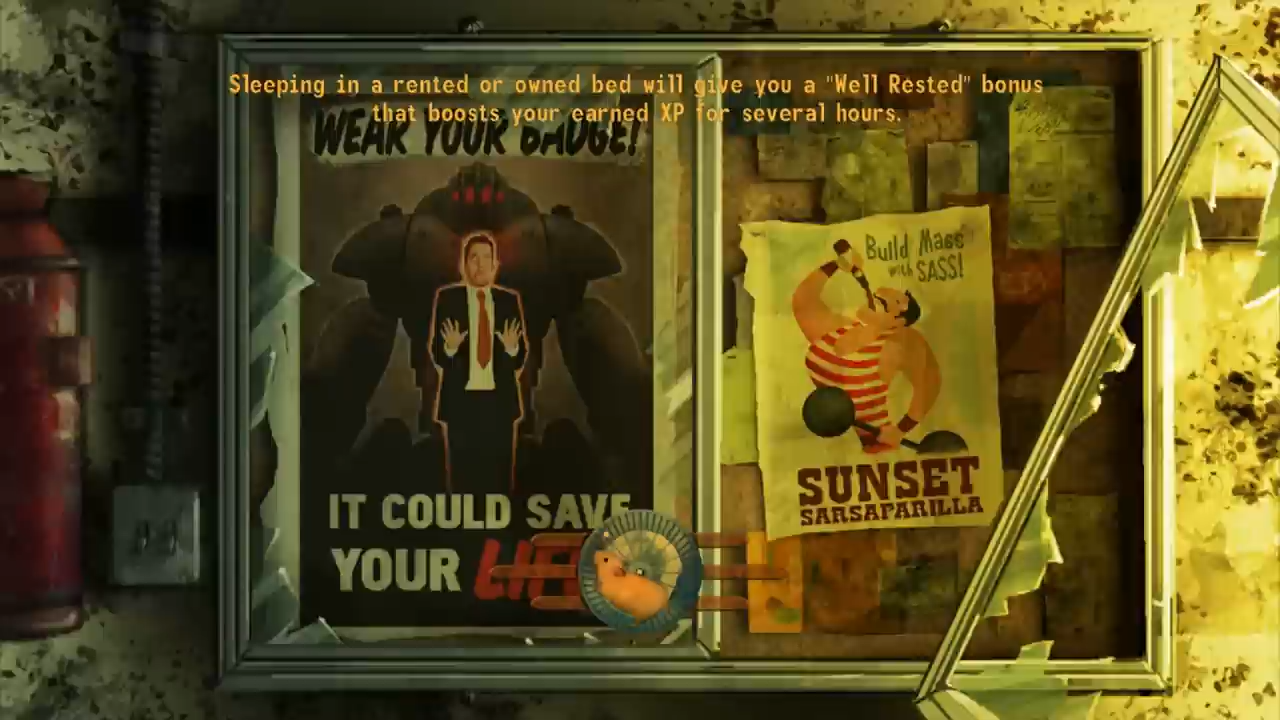 Sleeping in a rented or owned bed will give you a "Well Rested" bonus
that boosts your earned XP for several hours.
WEAR YOUR BADGE!
Build Mass
with SASS!
SUNSET
SARSAPARILLA
IT COULD SAVE
YOUR